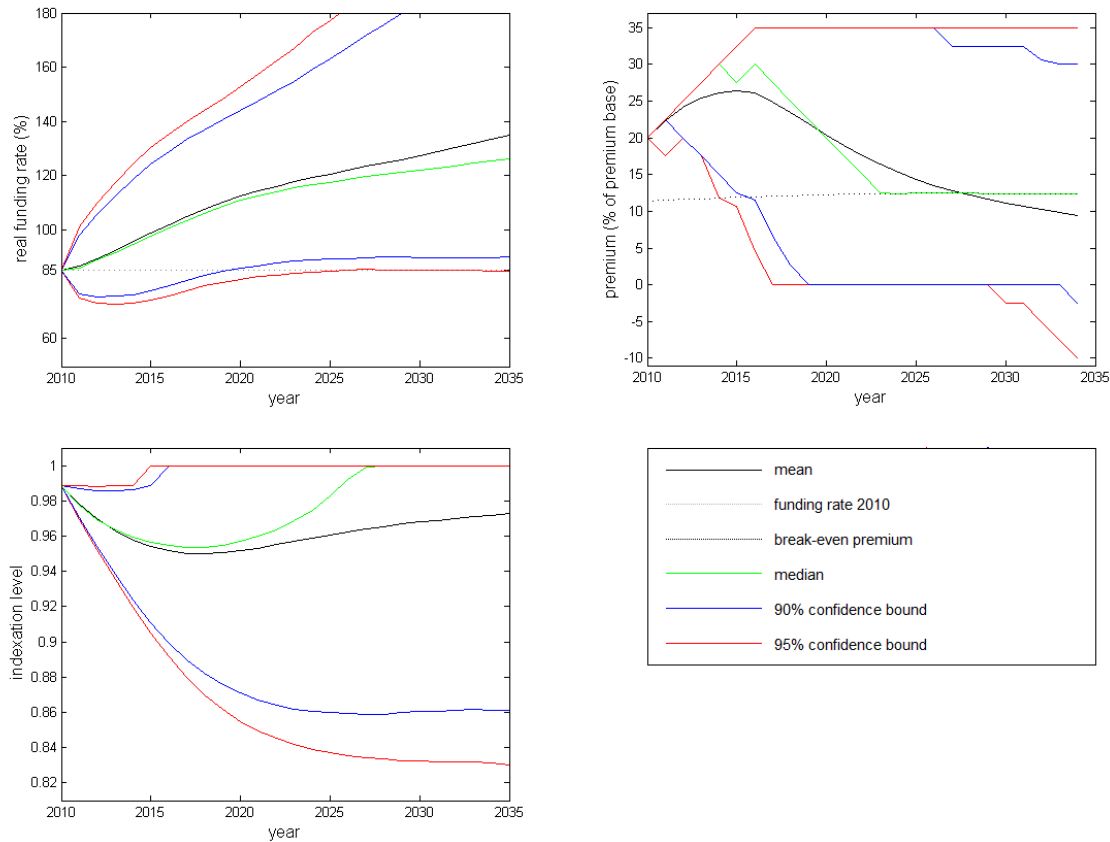 real funding rate (%)
180
160
140
120
100
85
60
2010 2015 2020 2025 2030 2035
year
premium (% of premium base)
35
30
25
20
15
10
5
0
-5
-10
2010 2015 2020 2025 2030 2035
year
indexation level
1
0.98
0.96
0.94
0.92
0.9
0.88
0.86
0.84
0.82
2010 2015 2020 2025 2030 2035
year
mean
funding rate 2010
break-even premium
median
90% confidence bound
95% confidence bound